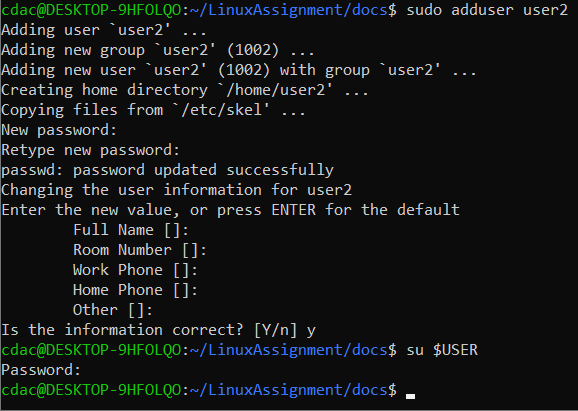 cdac@DESKTOP-9HFOLQO:~/LinuxAssignment/docs$ sudo adduser user2
Adding user `user2' ...
Adding new group `user2' (1002) ...
Adding new user `user2' (1002) with group `user2' ...
Creating home directory `/home/user2' ...
Copying files from `/etc/skel' ...
New password:
Retype new password:
passwd: password updated successfully
Changing the user information for user2
Enter the new value, or press ENTER for the default
        Full Name []:
        Room Number []:
        Work Phone []:
        Home Phone []:
        Other []:
Is the information correct? [Y/n] y
cdac@DESKTOP-9HFOLQO:~/LinuxAssignment/docs$ su $USER
Password:
cdac@DESKTOP-9HFOLQO:~/LinuxAssignment/docs$